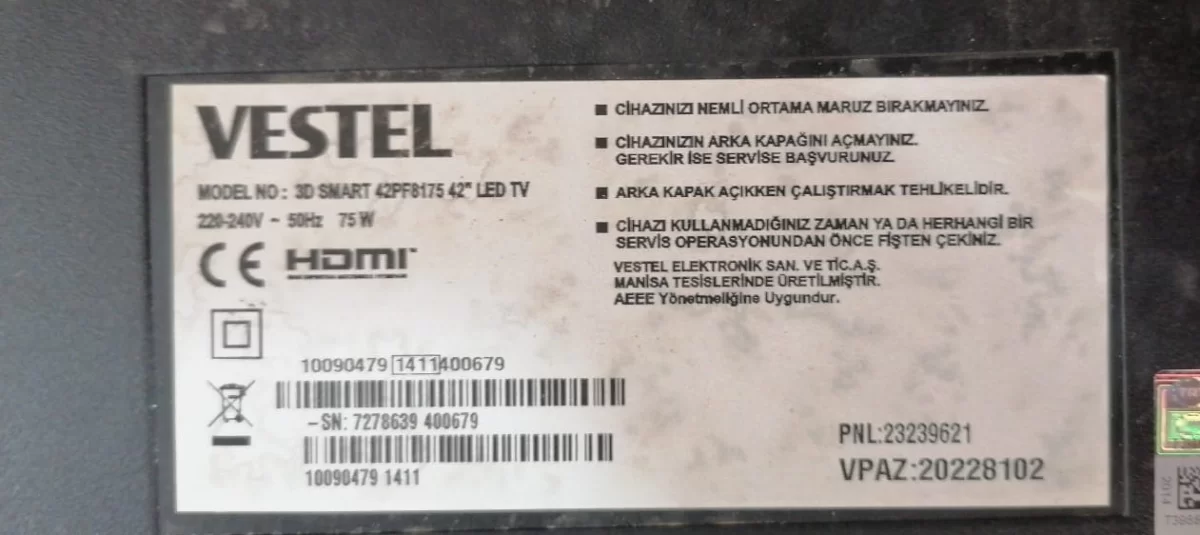 VESTEL
MODEL NO: 3D SMART 42PF8175 42" LED TV
220-240V ~ 50Hz 75 W
CE HDMI
■ CİHAZINIZI NEMLİ ORTAMA MARUZ BIRAKMAYINIZ.
■ CİHAZINIZIN ARKA KAPAĞINI AÇMAYINIZ.
GEREKİR İSE SERVİSE BAŞVURUNUZ.
■ ARKA KAPAK AÇIKKEN ÇALIŞTIRMAK TEHLİKELİDİR.
■ CİHAZI KULLANMADIĞINIZ ZAMAN YA DA HERHANGİ BİR
SERVİS OPERASYONUNDAN ÖNCE FİŞTEN ÇEKİNİZ.
VESTEL ELEKTRONİK SAN. VE TİC.A.Ş.
MANİSA TESİSLERİNDE ÜRETİLMİŞTİR.
AEEE Yönetmeliğine Uygundur.
10090479 1411400679
-SN: 7278639 400679
10090479 1411
PNL:23239621
VPAZ:20228102
2014